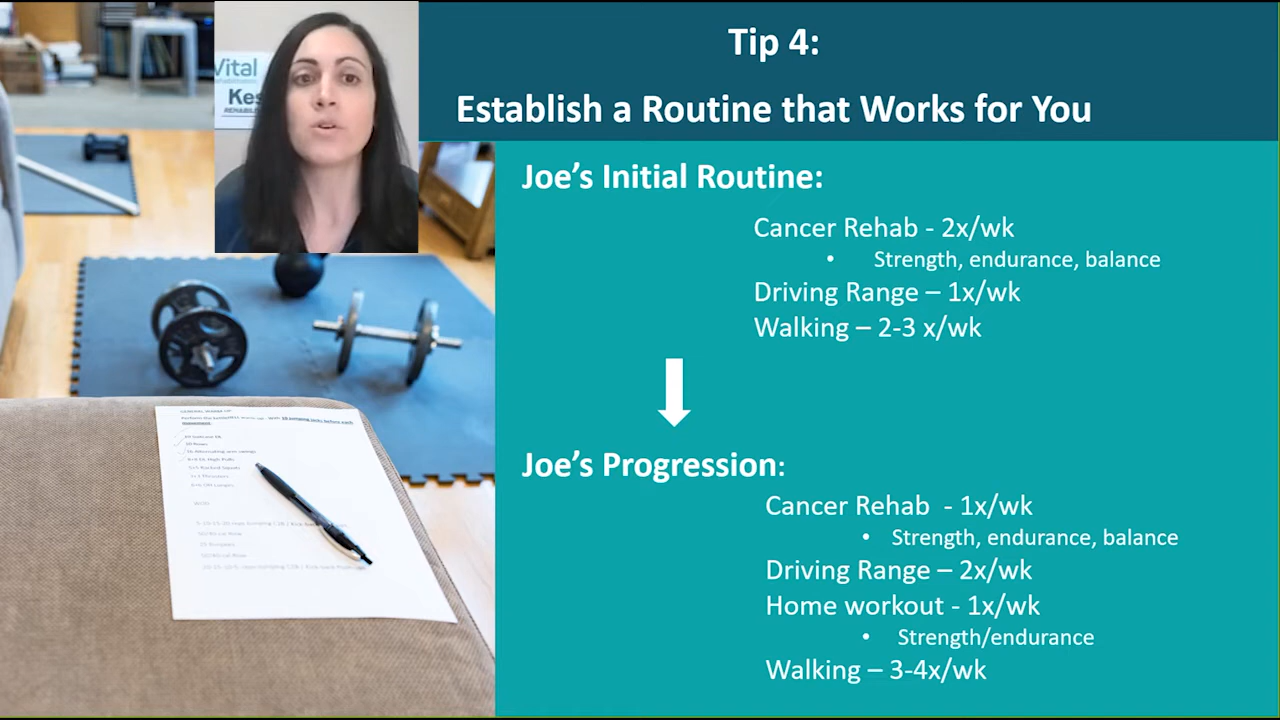 Tip 4:
Establish a Routine that Works for You
Vital
Kes
Joe's Initial Routine:
Cancer Rehab - 2x/wk
• Strength, endurance, balance
Driving Range – 1x/wk
Walking – 2-3 x/wk
Joe's Progression:
Cancer Rehab - 1x/wk
• Strength, endurance, balance
Driving Range – 2x/wk
Home workout - 1x/wk
• Strength/endurance
Walking – 3-4x/wk